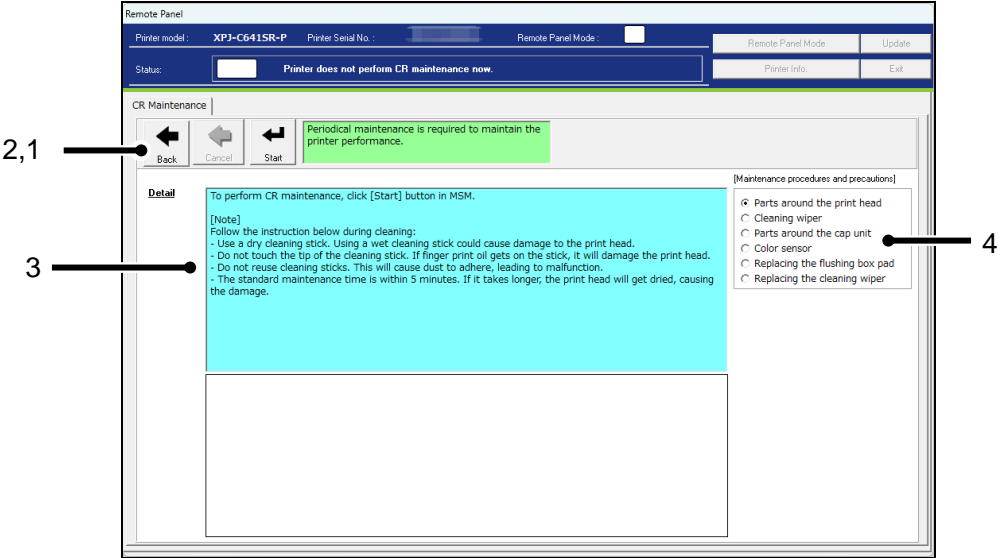 Remote Panel
Printer model : XPJ-C641SR-P Printer Serial No. : Remote Panel Mode :
Remote Panel Mode Update
Status: Printer does not perform CR maintenance now.
Printer Info. Exit
CR Maintenance
2,1
Back Cancel Start
Periodical maintenance is required to maintain the
printer performance.
Detail
To perform CR maintenance, click [Start] button in MSM.
[Note]
Follow the instruction below during cleaning:
- Use a dry cleaning stick. Using a wet cleaning stick could cause damage to the print head.
- Do not touch the tip of the cleaning stick. If finger print oil gets on the stick, it will damage the print head.
- Do not reuse cleaning sticks. This will cause dust to adhere, leading to malfunction.
- The standard maintenance time is within 5 minutes. If it takes longer, the print head will get dried, causing
the damage.
3
[Maintenance procedures and precautions]
Parts around the print head
Cleaning wiper
Parts around the cap unit
Color sensor
Replacing the flushing box pad
Replacing the cleaning wiper
4